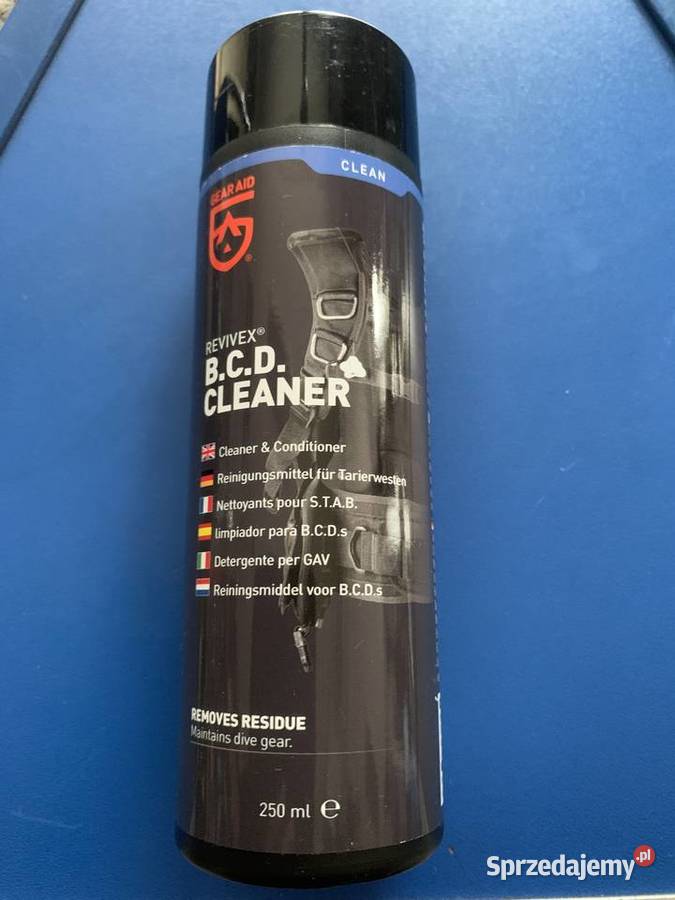 CLEAN
GEAR AID
REVIVEX®
B.C.D.
CLEANER
Cleaner & Conditioner
Reinigungsmittel für Tarierwesten
Nettoyants pour S.T.A.B.
limpiador para B.C.D.s
Detergente per GAV
Reiningsmiddel voor B.C.D.s
REMOVES RESIDUE
Maintains dive gear.
250 ml ℮
Sprzedajemy.pl